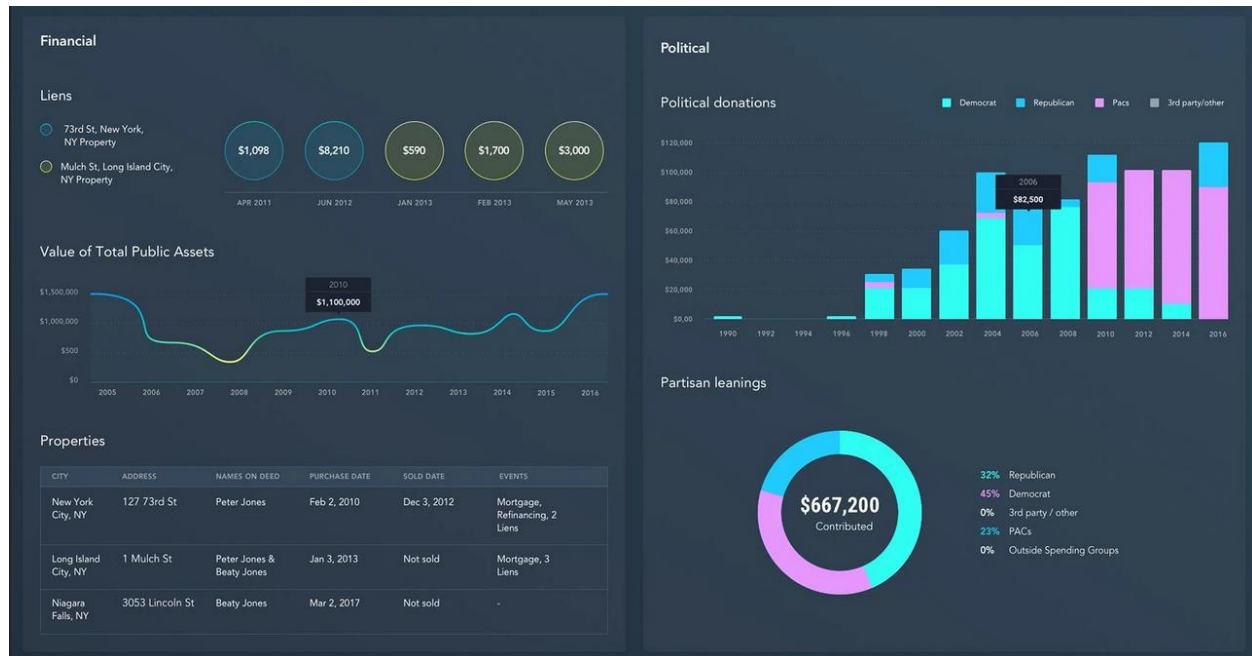 Financial
Liens
73rd St, New York,
NY Property
Mulch St, Long Island City,
NY Property
$1,098
$8,210
$590
$1,700
$3,000
APR 2011
JUN 2012
JAN 2013
FEB 2013
MAY 2013
Value of Total Public Assets
2010
$1,100,000
$1,500,000
$1,000,000
$500
$0
2005
2006
2007
2008
2009
2010
2011
2012
2013
2014
2015
2016
Properties
CITY
ADDRESS
NAMES ON DEED
PURCHASE DATE
SOLD DATE
EVENTS
New York
City, NY
127 73rd St
Peter Jones
Feb 2, 2010
Dec 3, 2012
Mortgage,
Refinancing, 2
Liens
Long Island
City, NY
1 Mulch St
Peter Jones &
Beaty Jones
Jan 3, 2013
Not sold
Mortgage, 3
Liens
Niagara
Falls, NY
3053 Lincoln St
Beaty Jones
Mar 2, 2017
Not sold
-
Political
Political donations
Democrat
Republican
Pacs
3rd party/other
$120,000
$100,000
$80,000
$60,000
$40,000
$20,000
$0,00
2006
$82,500
1990
1992
1994
1996
1998
2000
2002
2004
2006
2008
2010
2012
2014
2016
Partisan leanings
$667,200
Contributed
32% Republican
45% Democrat
0% 3rd party / other
23% PACs
0% Outside Spending Groups